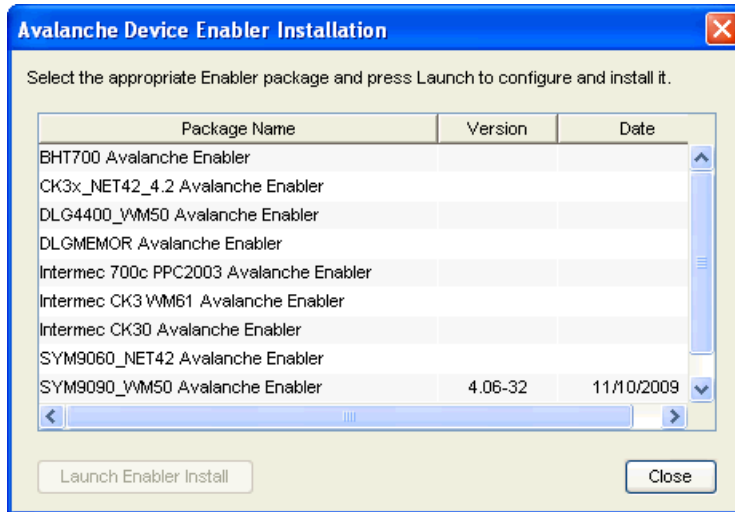 Avalanche Device Enabler Installation
Select the appropriate Enabler package and press Launch to configure and install it.
Package Name Version Date
BHT700 Avalanche Enabler
CK3x_NET42_4.2 Avalanche Enabler
DLG4400_WM50 Avalanche Enabler
DLGMEMOR Avalanche Enabler
Intermec 700c PPC2003 Avalanche Enabler
Intermec CK3 WM61 Avalanche Enabler
Intermec CK30 Avalanche Enabler
SYM9060_NET42 Avalanche Enabler
SYM9090_WM50 Avalanche Enabler 4.06-32 11/10/2009
Launch Enabler Install Close